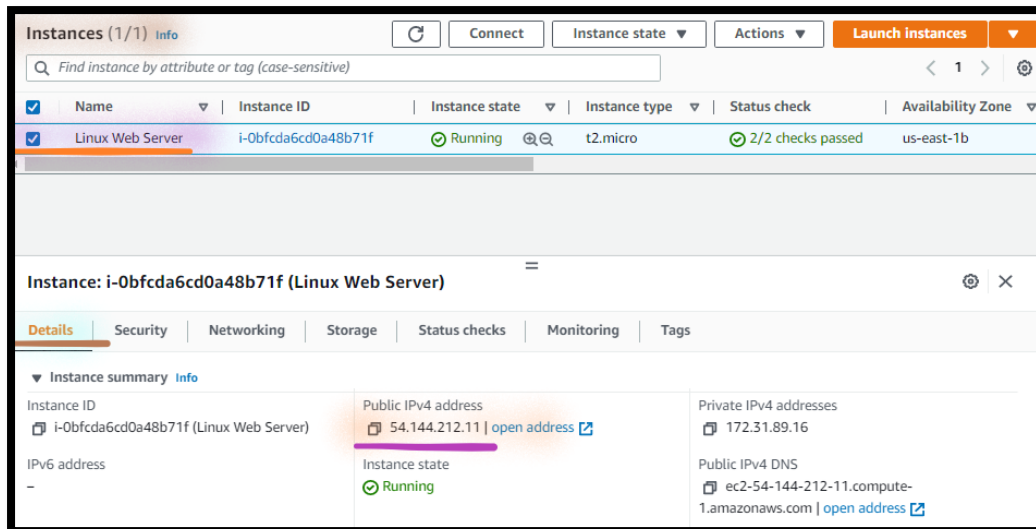 Instances (1/1) Info Connect Instance state Actions Launch instances
Find instance by attribute or tag (case-sensitive) 1
Name Instance ID Instance state Instance type Status check Availability Zone
Linux Web Server i-0bfcda6cd0a48b71f Running t2.micro 2/2 checks passed us-east-1b
Instance: i-0bfcda6cd0a48b71f (Linux Web Server)
Details Security Networking Storage Status checks Monitoring Tags
Instance summary Info
Instance ID Public IPv4 address Private IPv4 addresses
i-0bfcda6cd0a48b71f (Linux Web Server) 54.144.212.11 | open address 172.31.89.16
IPv6 address Instance state Public IPv4 DNS
– Running ec2-54-144-212-11.compute-
1.amazonaws.com | open address